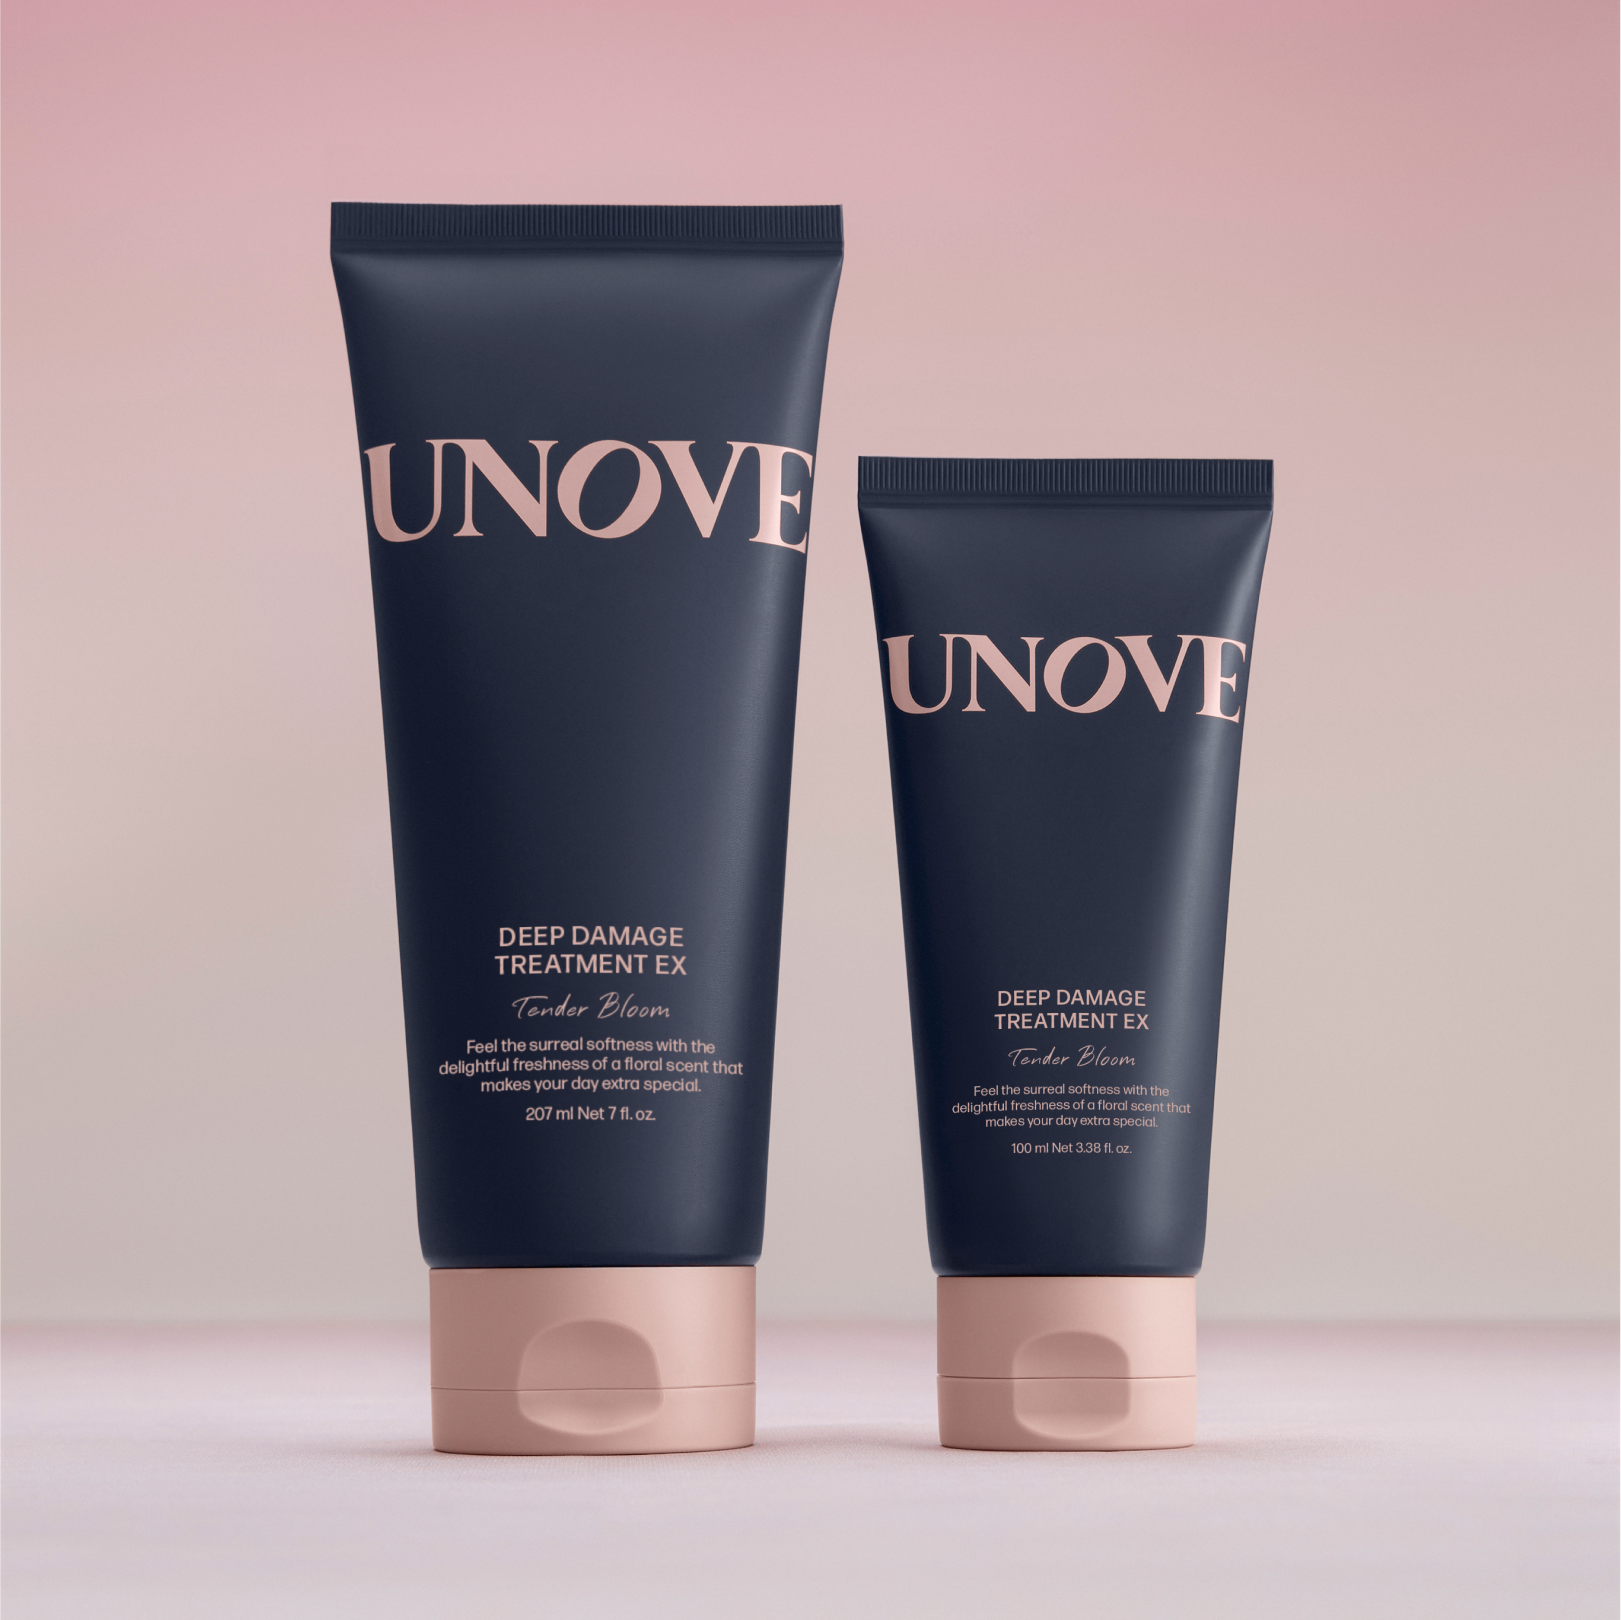 UNOVE
DEEP DAMAGE
TREATMENT EX
Tender Bloom
Feel the surreal softness with the
delightful freshness of a floral scent that
makes your day extra special.
207 ml Net 7 fl. oz.
UNOVE
DEEP DAMAGE
TREATMENT EX
Tender Bloom
Feel the surreal softness with the
delightful freshness of a floral scent that
makes your day extra special.
100 ml Net 3.38 fl. oz.